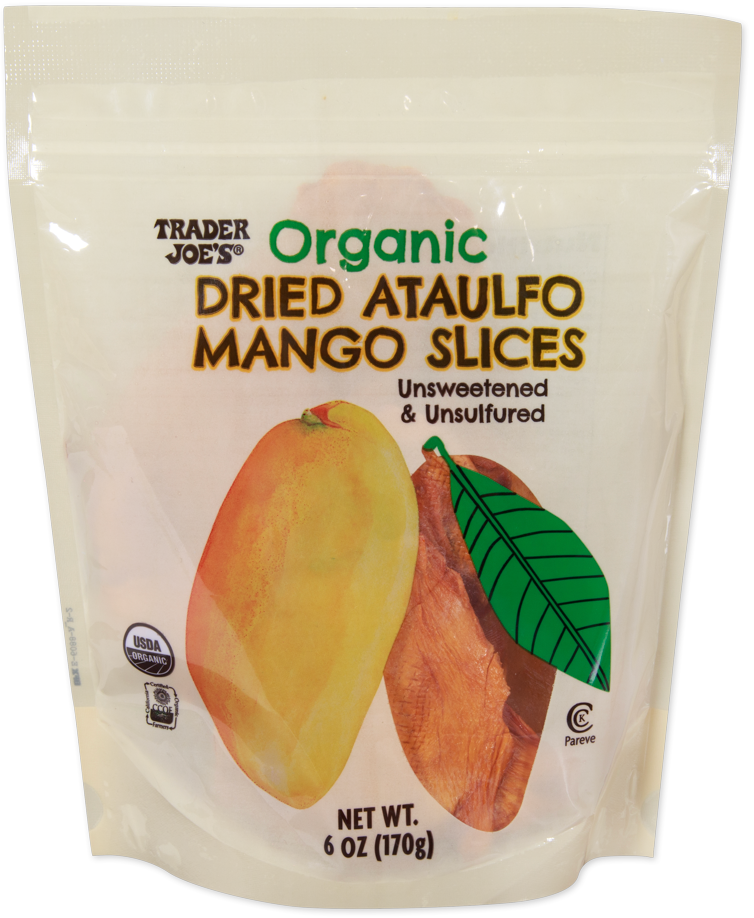 TRADER
JOE'S®
Organic
DRIED ATAULFO
MANGO SLICES
Unsweetened
& Unsulfured
USDA
ORGANIC
CCOF
K
Pareve
NET WT.
6 OZ (170g)